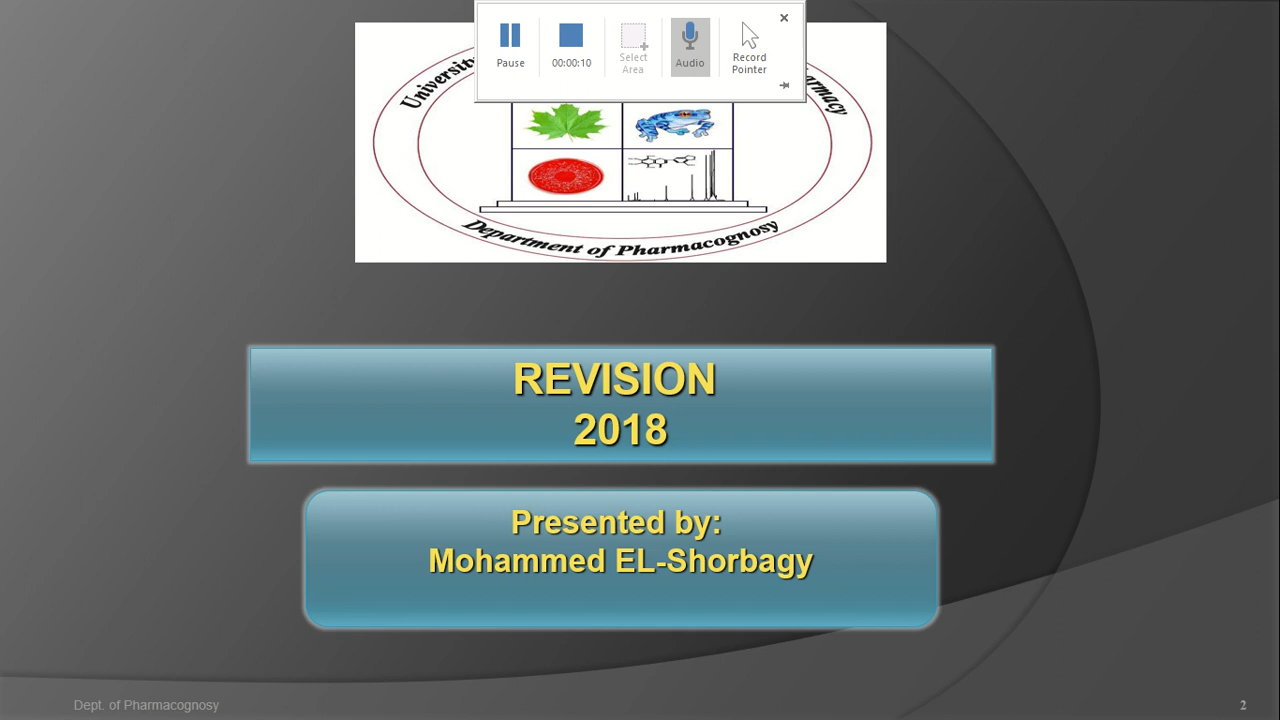 Pause
00:00:10
Select
Area
Audio
Record
Pointer
University
Department of Pharmacognosy
REVISION
2018
Presented by:
Mohammed EL-Shorbagy
Dept. of Pharmacognosy
2